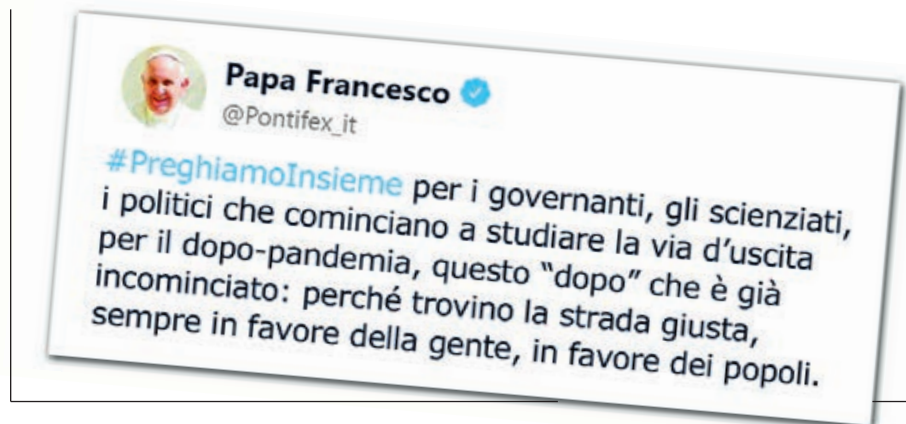 Papa Francesco
@Pontifex_it
#PreghiamoInsieme per i governanti, gli scienziati,
i politici che cominciano a studiare la via d'uscita
per il dopo-pandemia, questo "dopo" che è già
incominciato: perché trovino la strada giusta,
sempre in favore della gente, in favore dei popoli.